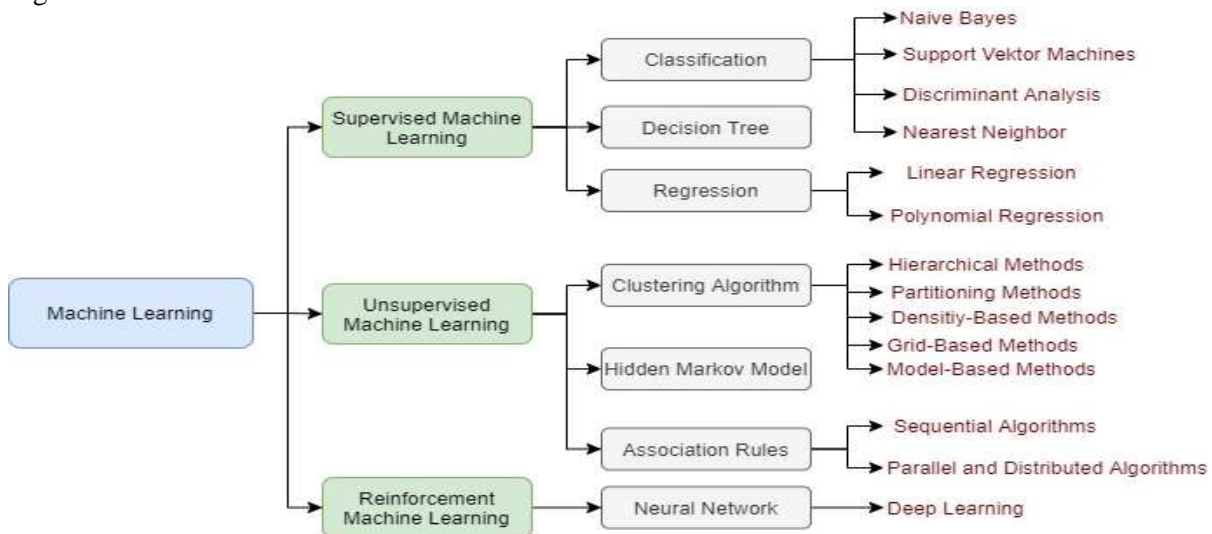 Naive Bayes
Classification
Support Vektor Machines
Supervised Machine
Learning
Discriminant Analysis
Decision Tree
Nearest Neighbor
Linear Regression
Regression
Polynomial Regression
Machine Learning
Unsupervised
Machine Learning
Clustering Algorithm
Hierarchical Methods
Partitioning Methods
Densitiy-Based Methods
Grid-Based Methods
Hidden Markov Model
Model-Based Methods
Association Rules
Sequential Algorithms
Parallel and Distributed Algorithms
Reinforcement
Machine Learning
Neural Network
Deep Learning